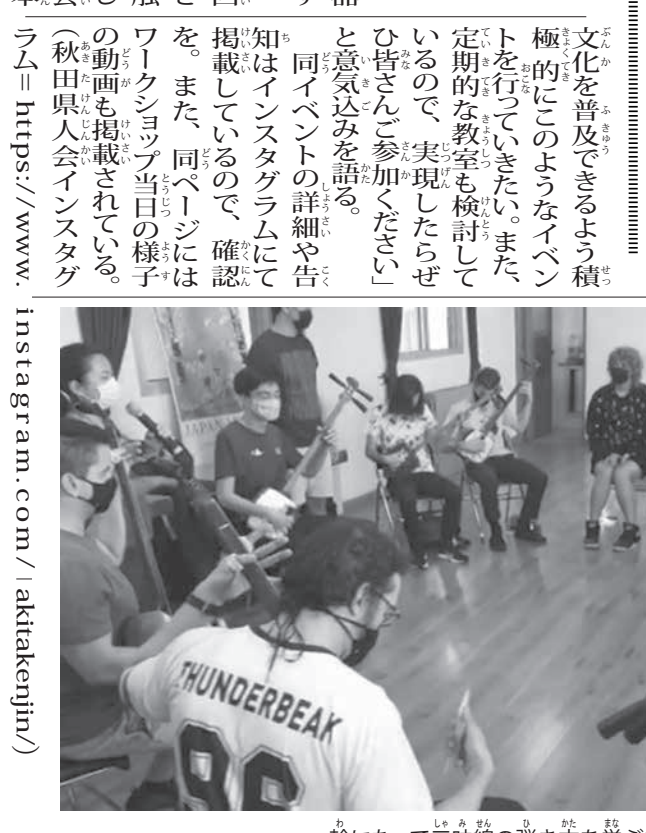 文化を普及できるよう積
極的にこのようなイベン
トを行っていきたい。また、
定期的な教室も検討して
いるので、実現したらぜ
ひ皆さんご参加ください」
と意気込みを語る。
同イベントの詳細や告
知はインスタグラムにて
掲載しているので、確認
を。また、同ページには
ワークショップ当日の様子
の動画も掲載されている。
(秋田県人会インスタグ
ラム＝https://www.
instagram.com/|akitakenjin/)
JAPAN
THUNDERBEAK
96